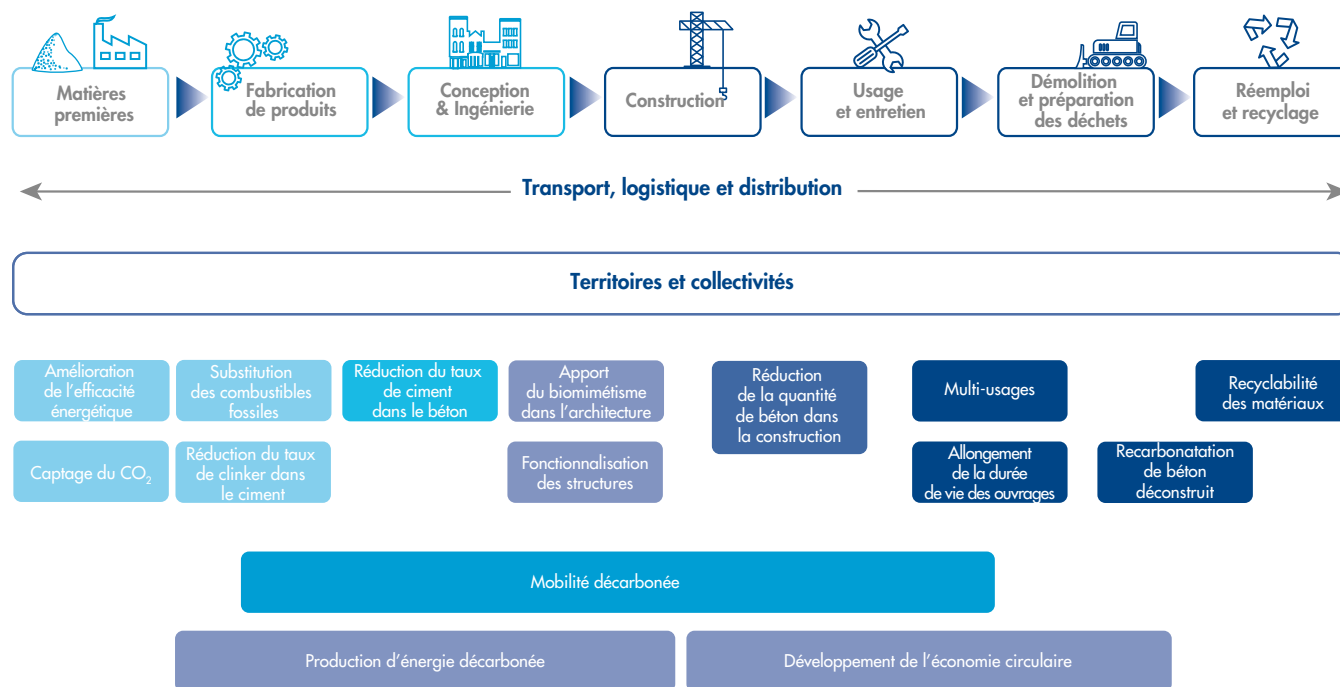 Matières
premières
Fabrication
de produits
Conception
& Ingénierie
Construction
Usage
et entretien
Démolition
et préparation
des déchets
Réemploi
et recyclage
Transport, logistique et distribution
Territoires et collectivités
Amélioration
de l'efficacité
énergétique
Substitution
des combustibles
fossiles
Réduction du taux
de ciment
dans le béton
Apport
du biomimétisme
dans l'architecture
Réduction
de la quantité
de béton dans
la construction
Multi-usages
Recyclabilité
des matériaux
Captage du CO₂
Réduction du taux
de clinker dans
le ciment
Fonctionnalisation
des structures
Allongement
de la durée
de vie des ouvrages
Recarbonatation
de béton
déconstruit
Mobilité décarbonée
Production d'énergie décarbonée
Développement de l'économie circulaire